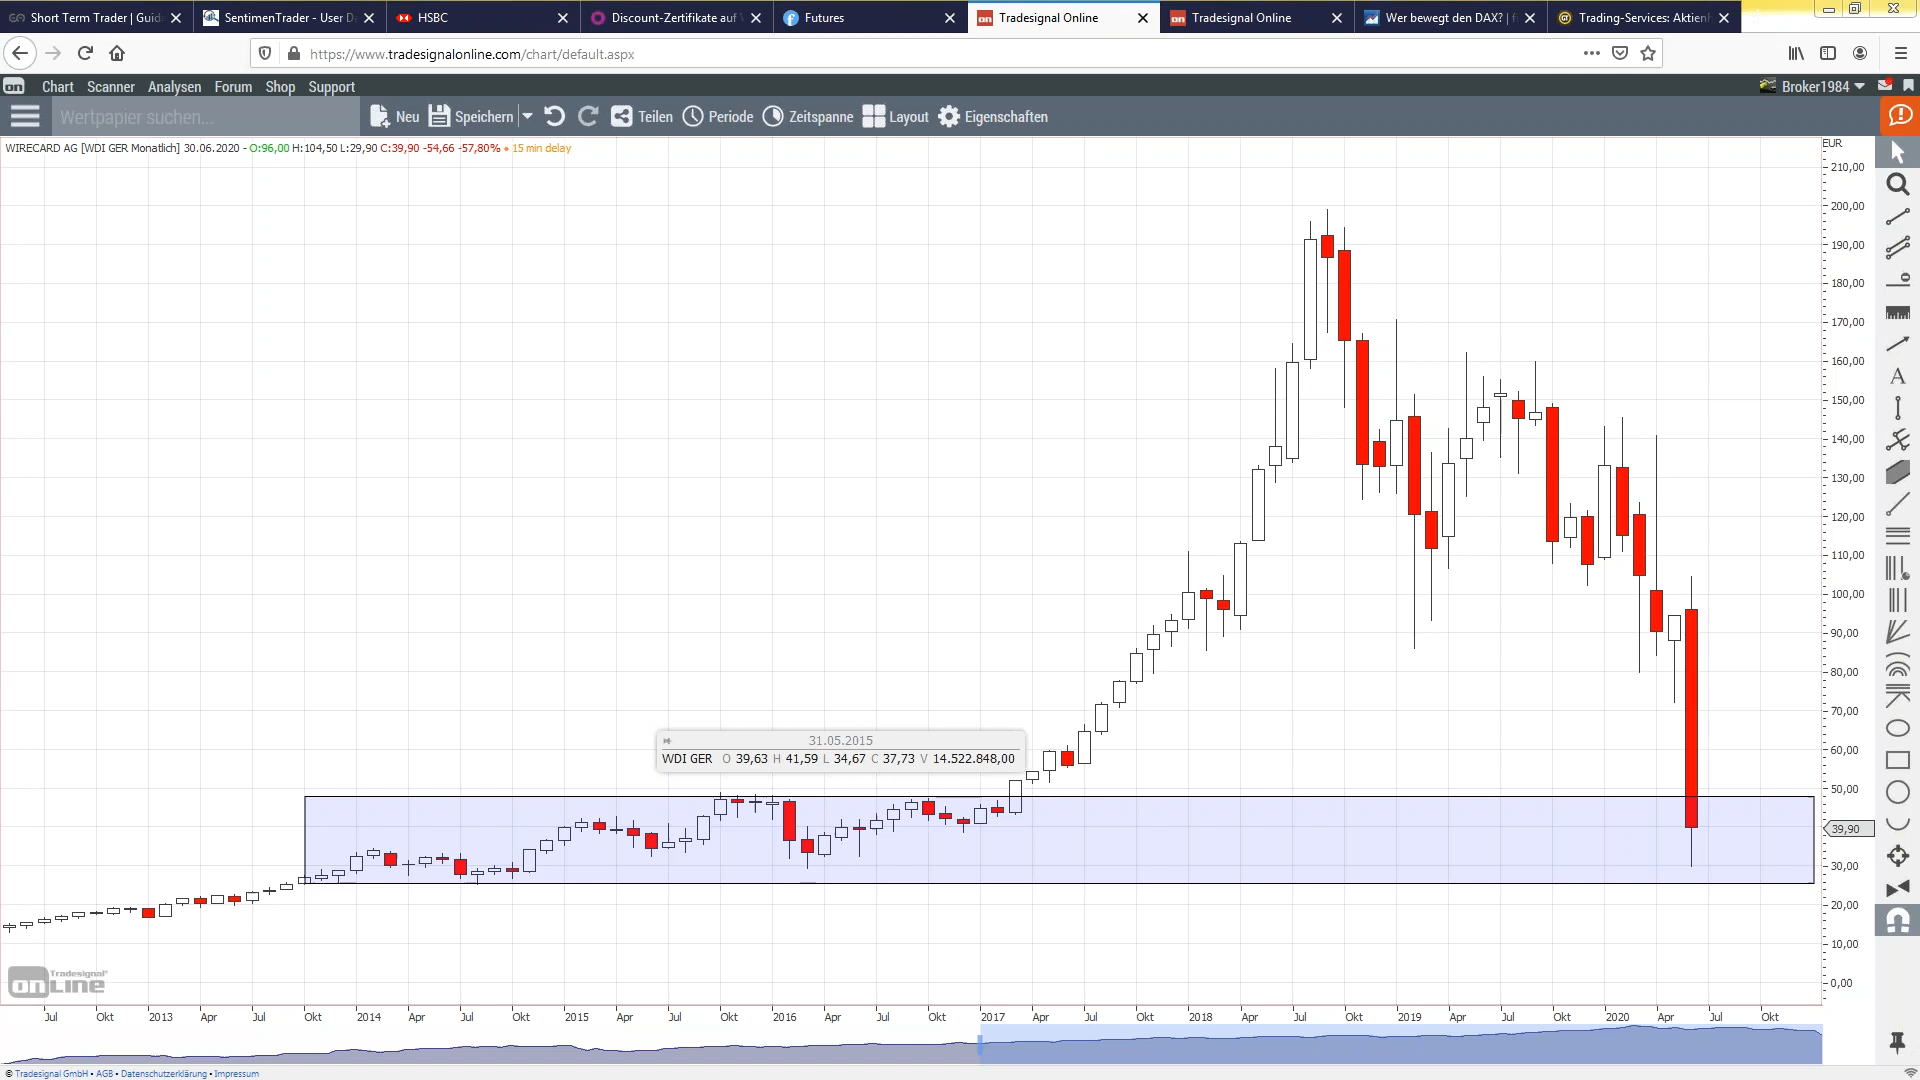 Short Term Trader | Guid
SentimenTrader - User D
HSBC
Discount-Zertifikate auf
Futures
Tradesignal Online
Tradesignal Online
Wer bewegt den DAX? |
Trading-Services: Aktien
https://www.tradesignalonline.com/chart/default.aspx
on Chart Scanner Analysen Forum Shop Support
Broker1984
Wertpapier suchen...
Neu Speichern Teilen Periode Zeitspanne Layout Eigenschaften
WIRECARD AG [WDI GER Monatlich] 30.06.2020 - O:96,00 H:104,50 L:29,90 C:39,90 -54,66 -57,80% • 15 min delay
EUR
210,00
200,00
190,00
180,00
170,00
160,00
150,00
140,00
130,00
120,00
110,00
100,00
90,00
80,00
70,00
60,00
50,00
39,90
30,00
20,00
10,00
0,00
31.05.2015
WDI GER O 39,63 H 41,59 L 34,67 C 37,73 V 14.522.848,00
Tradesignal®
onLine
Jul Okt 2013 Apr Jul Okt 2014 Apr Jul Okt 2015 Apr Jul Okt 2016 Apr Jul Okt 2017 Apr Jul Okt 2018 Apr Jul Okt 2019 Apr Jul Okt 2020 Apr Jul Okt
© Tradesignal GmbH • AGB • Datenschutzerklärung • Impressum